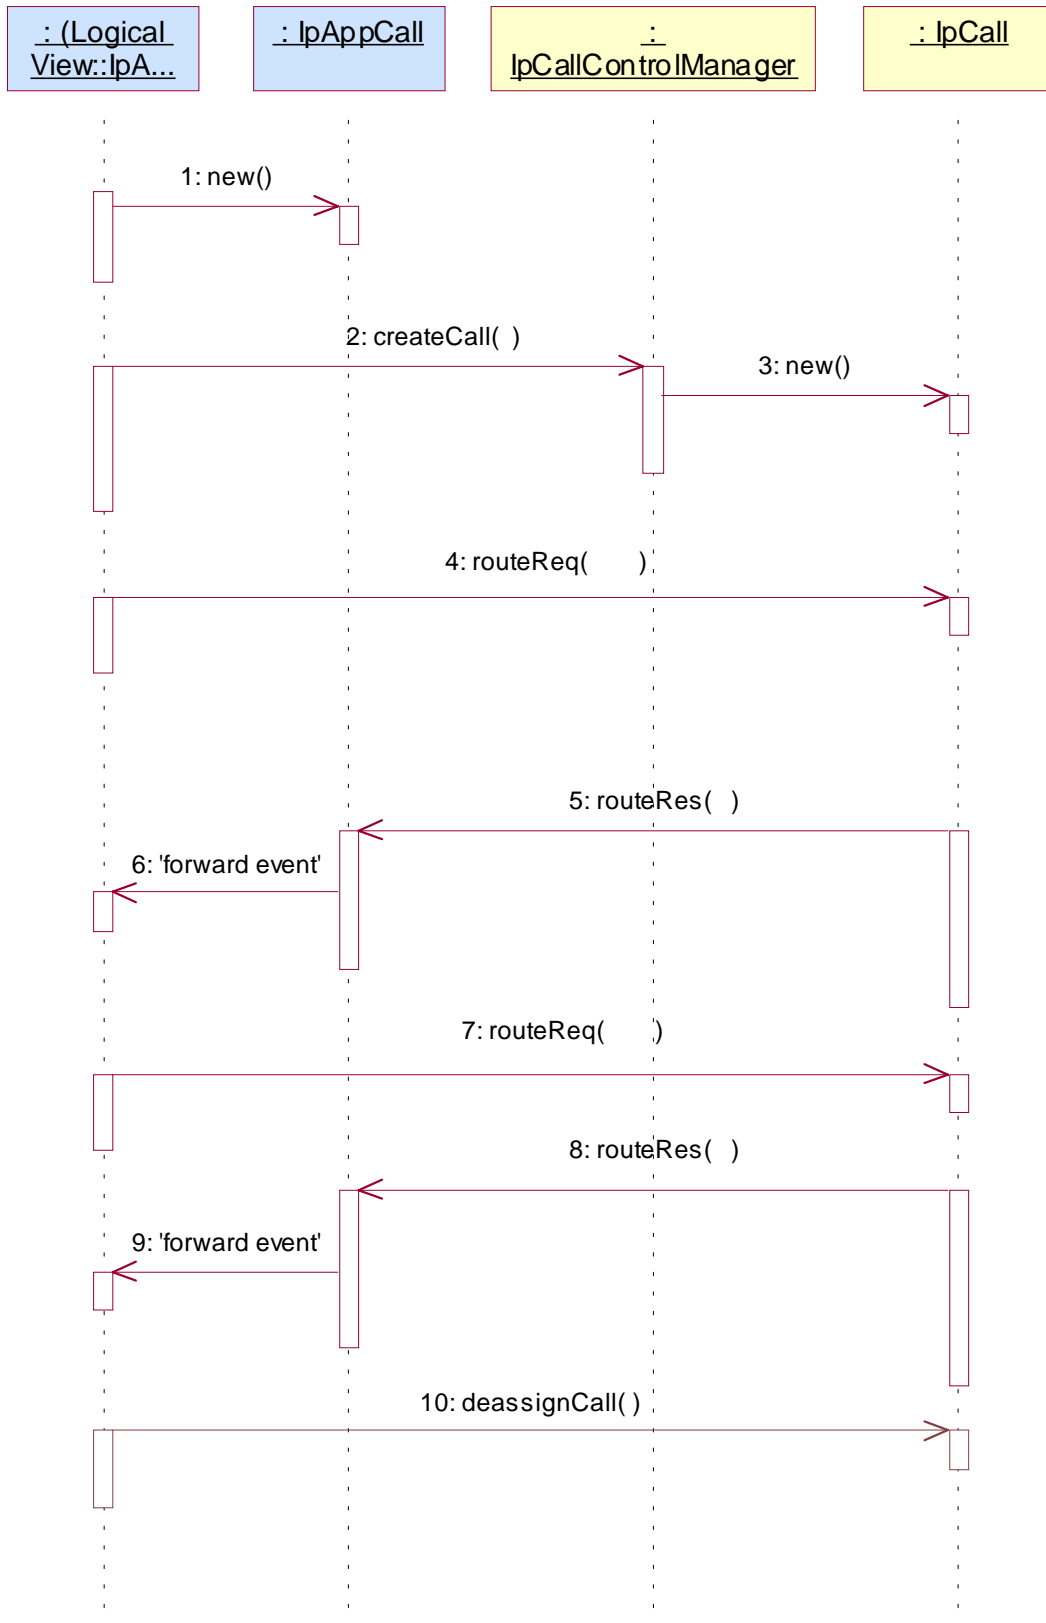 : (Logical
View::IpA...
: IpAppCall
:
IpCallControlManager
: IpCall
1: new()
2: createCall( )
3: new()
4: routeReq( )
5: routeRes( )
6: 'forward event'
7: routeReq( )
8: routeRes( )
9: 'forward event'
10: deassignCall( )